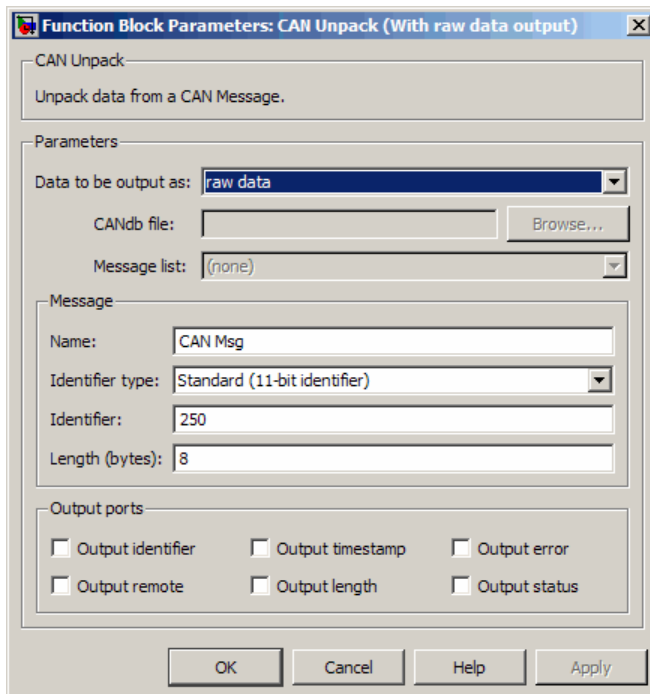 Function Block Parameters: CAN Unpack (With raw data output)
CAN Unpack
Unpack data from a CAN Message.
Parameters
Data to be output as: raw data
CANdb file: Browse...
Message list: (none)
Message
Name: CAN Msg
Identifier type: Standard (11-bit identifier)
Identifier: 250
Length (bytes): 8
Output ports
Output identifier Output timestamp Output error
Output remote Output length Output status
OK Cancel Help Apply